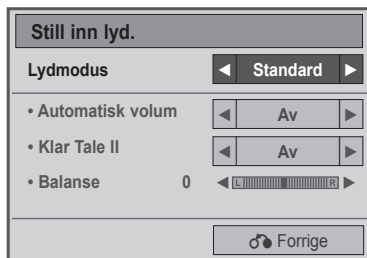 Still inn lyd.
Lydmodus ◀ Standard ▶
• Automatisk volum ◀ Av ▶
• Klar Tale II ◀ Av ▶
• Balanse 0 ◀ L R ▶
Forrige